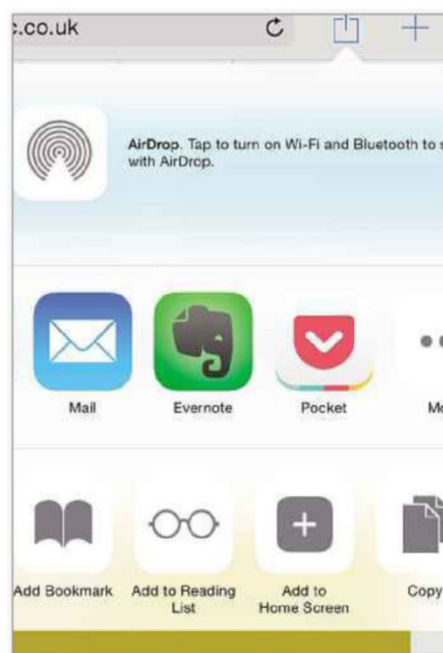 .co.uk
AirDrop. Tap to turn on Wi-Fi and Bluetooth to s
with AirDrop.
Mail Evernote Pocket Mo
Add Bookmark Add to Reading List Add to Home Screen Copy